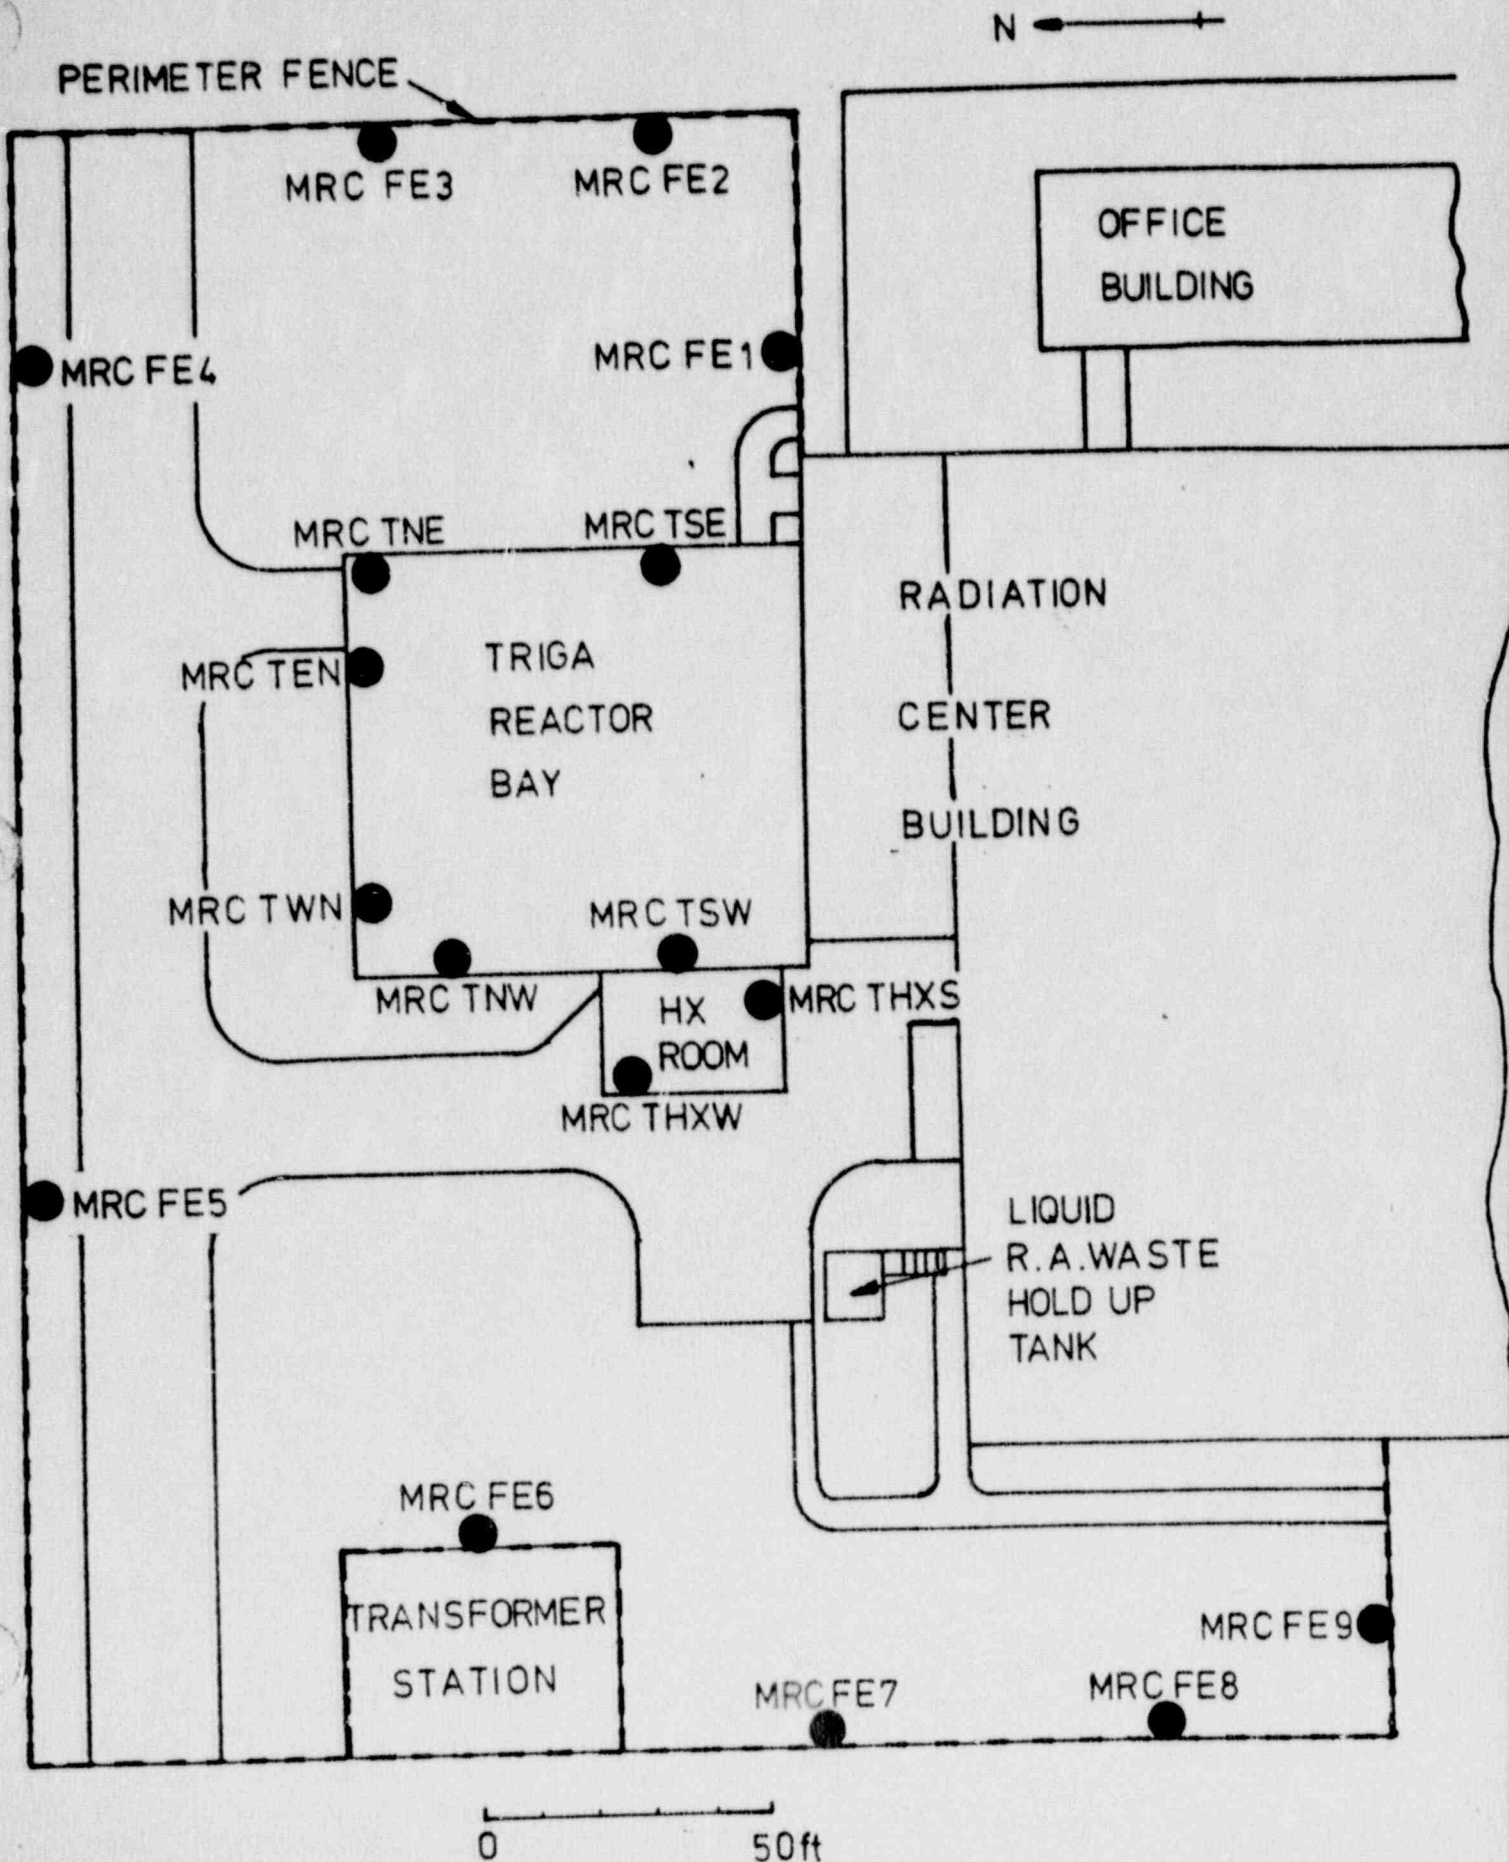 N
PERIMETER FENCE
MRC FE3
MRC FE2
OFFICE
BUILDING
MRC FE1
MRC FE4
MRC TNE
MRC TSE
RADIATION
CENTER
BUILDING
MRC TEN
TRIGA
REACTOR
BAY
MRC TWN
MRC TSW
MRC TNW
HX
ROOM
MRC THXS
MRC THXW
MRC FE5
LIQUID
R.A.WASTE
HOLD UP
TANK
MRC FE6
TRANSFORMER
STATION
MRC FE7
MRC FE8
MRC FE9
0
50ft